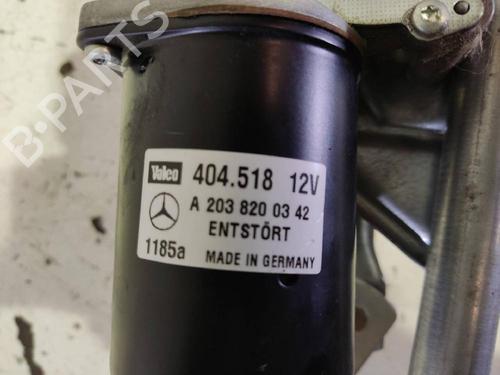 B-PARTS
Valeo 404.518 12V
A 203 820 03 42
ENTSTÖRT
1185a MADE IN GERMANY